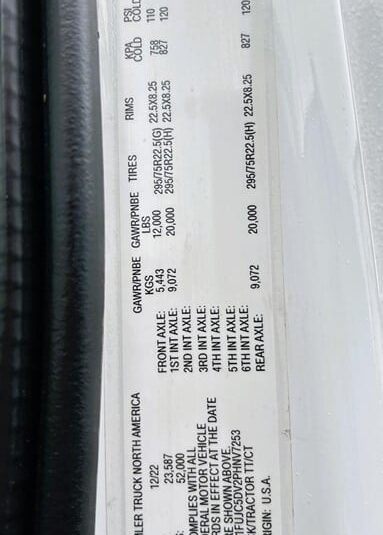 LER TRUCK NORTH AMERICA
12/22
23,587
52,000
OMPLIES WITH ALL
ERAL MOTOR VEHICLE
RDS IN EFFECT AT THE DATE
E SHOWN ABOVE.
1FUJC5DV2PHNV7253
K/TRACTOR TT/CT
RIGIN: U.S.A.
GAWR/PNBE GAWR/PNBE TIRES RIMS KPA PSI
KGS LBS COLD COLD
FRONT AXLE: 5,443 12,000 295/75R22.5(G) 22.5X8.25 758 110
1ST INT AXLE: 9,072 20,000 295/75R22.5(H) 22.5X8.25 827 120
2ND INT AXLE:
3RD INT AXLE:
4TH INT AXLE:
5TH INT AXLE:
6TH INT AXLE:
REAR AXLE: 9,072 20,000 295/75R22.5(H) 22.5X8.25 827 120